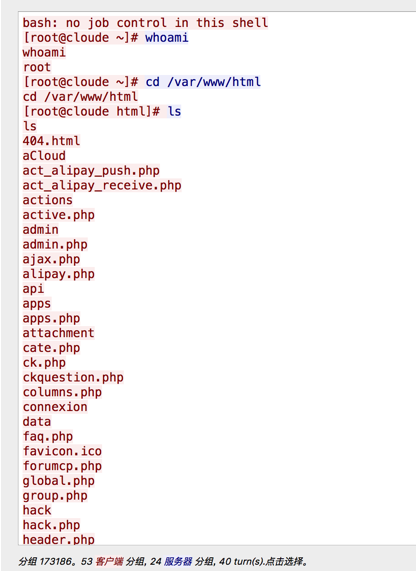 bash: no job control in this shell
[root@cloude ~]# whoami
whoami
root
[root@cloude ~]# cd /var/www/html
cd /var/www/html
[root@cloude html]# ls
ls
404.html
aCloud
act_alipay_push.php
act_alipay_receive.php
actions
active.php
admin
admin.php
ajax.php
alipay.php
api
apps
apps.php
attachment
cate.php
ck.php
ckquestion.php
columns.php
connexion
data
faq.php
favicon.ico
forumcp.php
global.php
group.php
hack
hack.php
header.php
分组 173186。53 客户端 分组, 24 服务器 分组, 40 turn(s).点击选择。